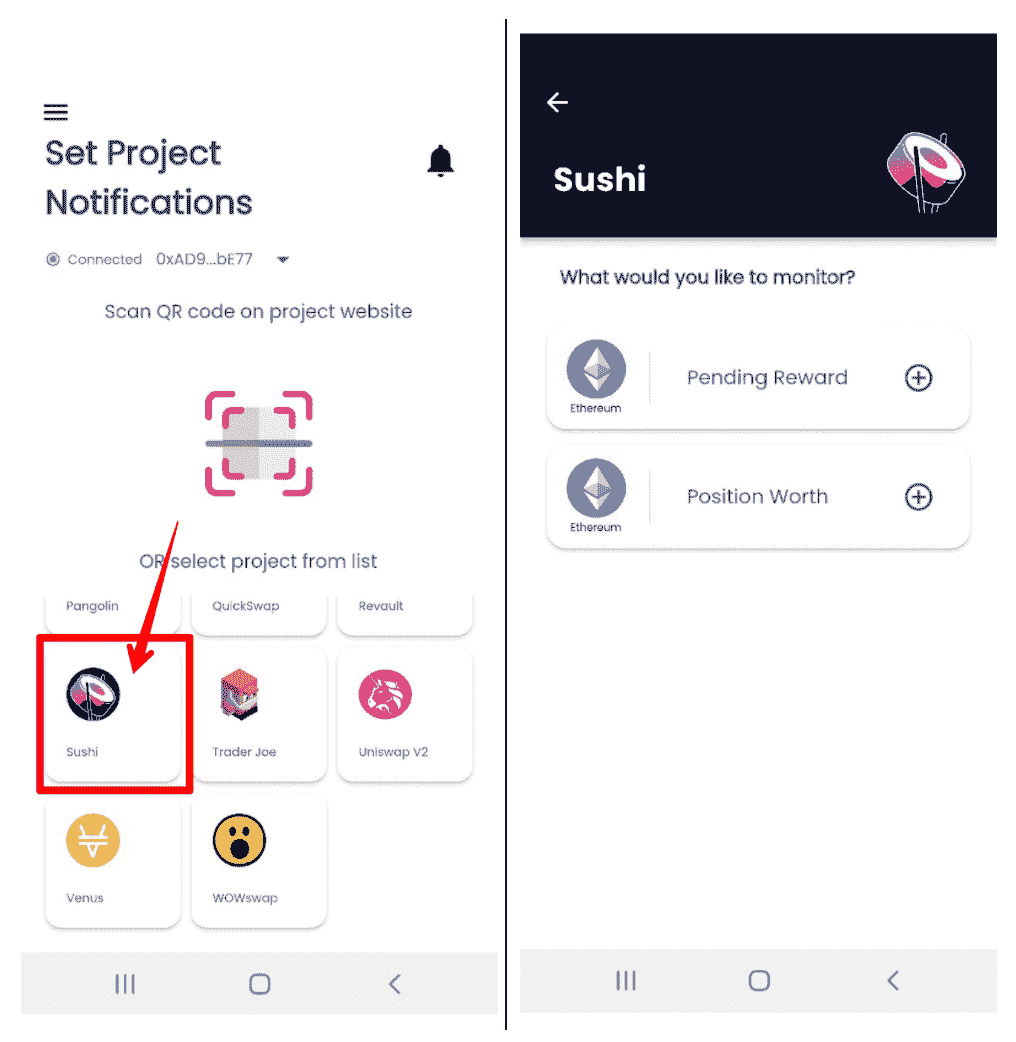 Set Project
Notifications
Connected 0xAD9...bE77
Scan QR code on project website
OR select project from list
Pangolin
QuickSwap
Revault
Sushi
Trader Joe
Uniswap V2
Venus
WOWswap
Sushi
What would you like to monitor?
Ethereum
Pending Reward
Ethereum
Position Worth